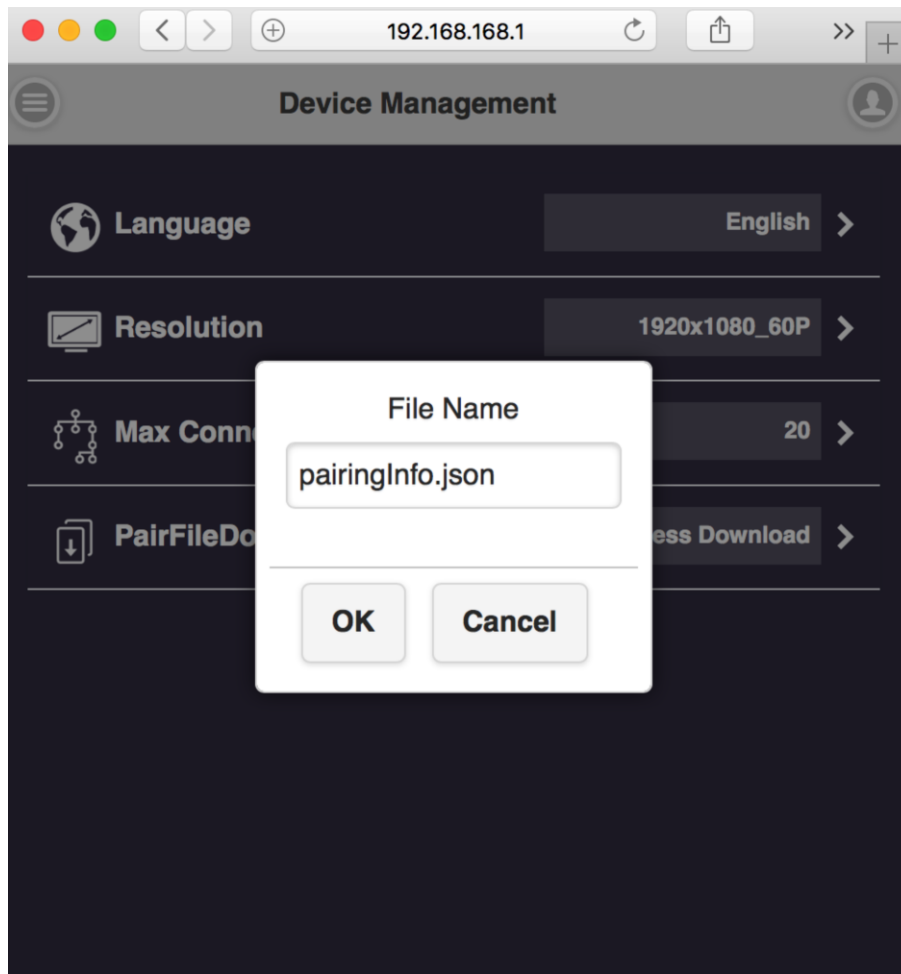 192.168.168.1
Device Management
Language English
Resolution 1920x1080_60P
File Name
Max Conn 20
pairingInfo.json
PairFileDo ess Download
OK Cancel